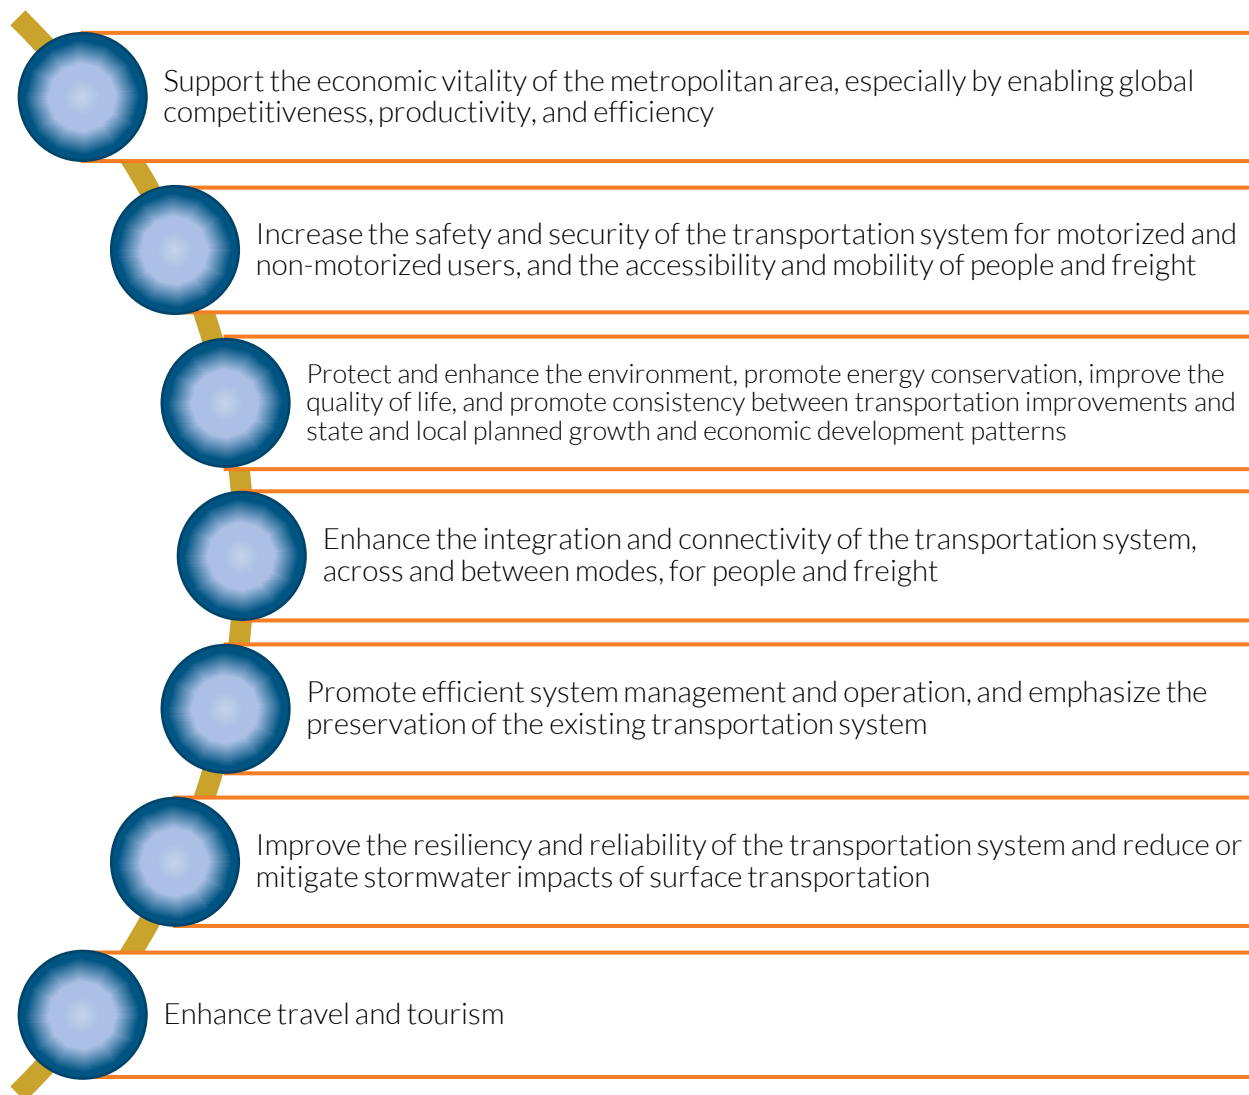 Support the economic vitality of the metropolitan area, especially by enabling global
competitiveness, productivity, and efficiency
Increase the safety and security of the transportation system for motorized and
non-motorized users, and the accessibility and mobility of people and freight
Protect and enhance the environment, promote energy conservation, improve the
quality of life, and promote consistency between transportation improvements and
state and local planned growth and economic development patterns
Enhance the integration and connectivity of the transportation system,
across and between modes, for people and freight
Promote efficient system management and operation, and emphasize the
preservation of the existing transportation system
Improve the resiliency and reliability of the transportation system and reduce or
mitigate stormwater impacts of surface transportation
Enhance travel and tourism